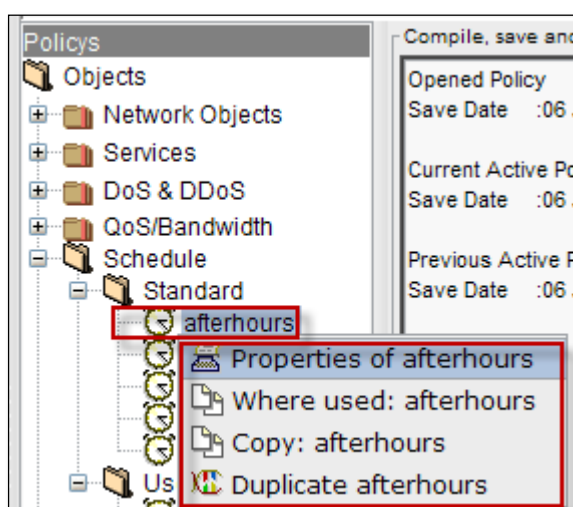 Policys
Objects
Network Objects
Services
DoS & DDoS
QoS/Bandwidth
Schedule
Standard
afterhours
Properties of afterhours
Where used: afterhours
Copy: afterhours
Duplicate afterhours
Us
Compile, save and
Opened Policy
Save Date :06
Current Active Po
Save Date :06
Previous Active P
Save Date :06